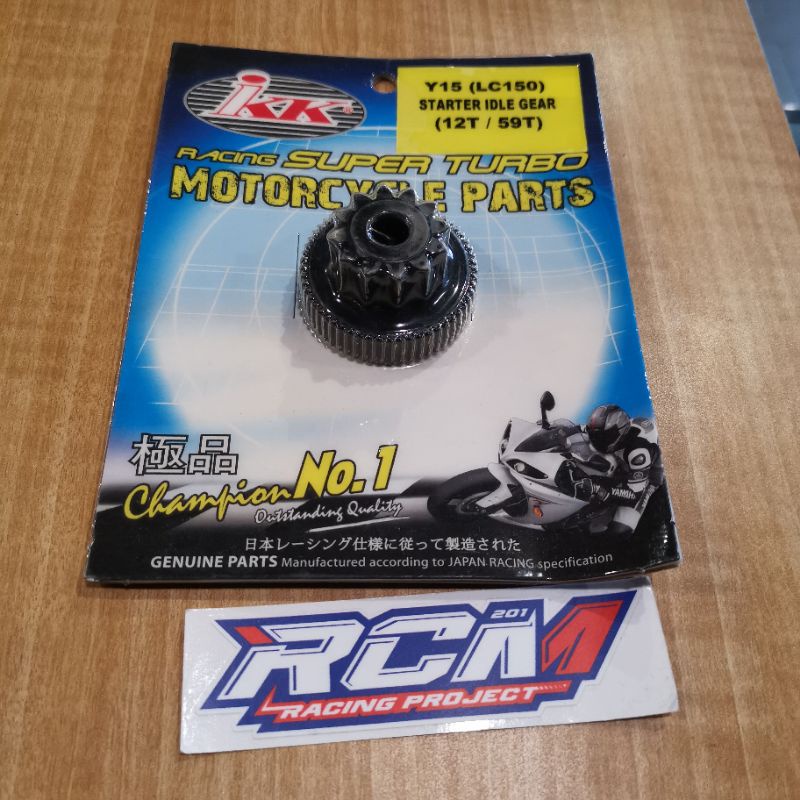 ikk®
Y15 (LC150)
STARTER IDLE GEAR
(12T / 59T)
RACING SUPER TURBO
MOTORCYCLE PARTS
極品
Champion No.1
Outstanding Quality
YAMAHA
日本レーシング仕様に従って製造された
GENUINE PARTS Manufactured according to JAPAN RACING specification
201
RCM
RACING PROJECT